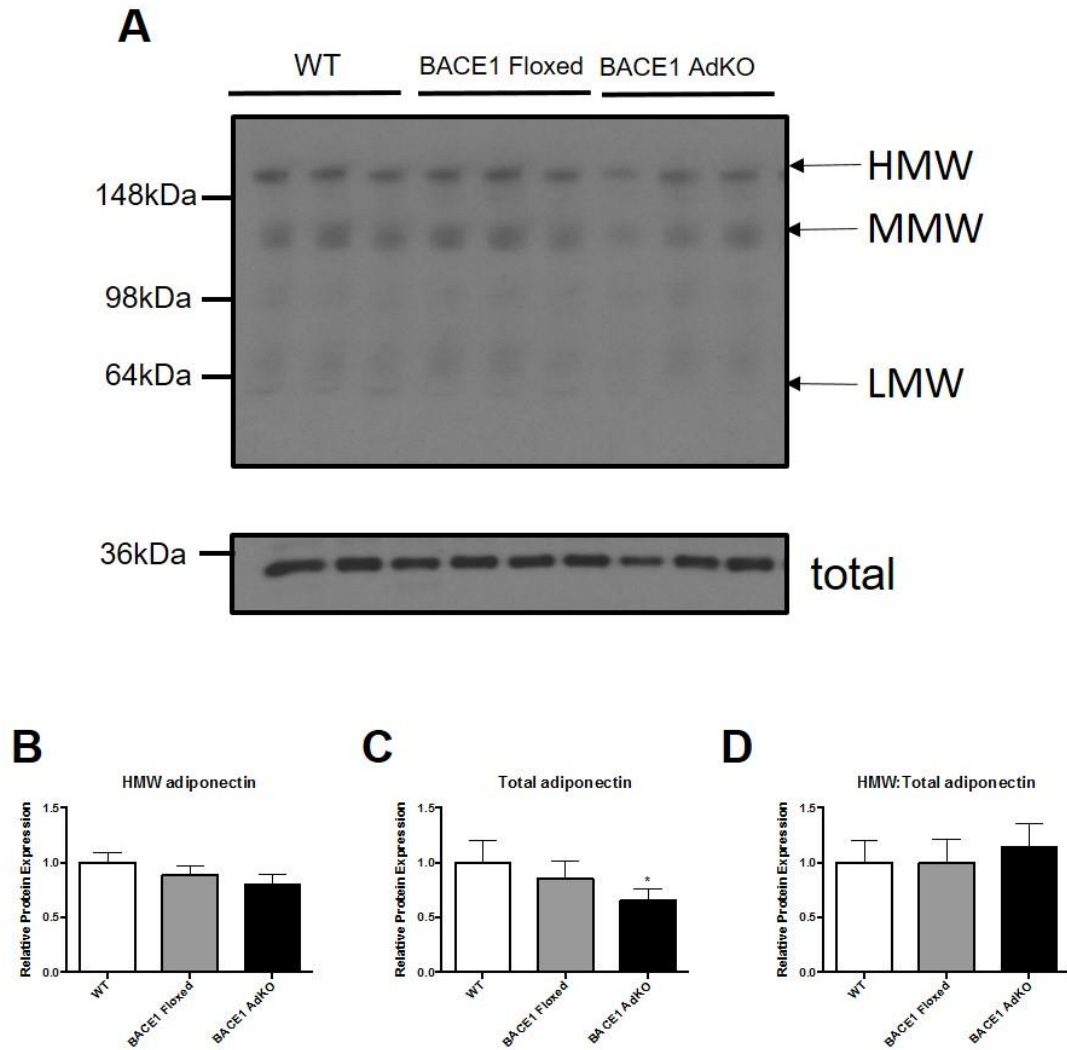 A
WT BACE1 Floxed BACE1 AdKO
HMW
148kDa
MMW
98kDa
64kDa
LMW
36kDa
total
B C D
HMW adiponectin
Relative Protein Expression
1.5
1.0
0.5
0.0
WT
BACE1 Floxed
BACE1 AdKO
Total adiponectin
Relative Protein Expression
1.5
1.0
0.5
0.0
*
WT
BACE1 Floxed
BACE1 AdKO
HMW:Total adiponectin
Relative Protein Expression
1.5
1.0
0.5
0.0
WT
BACE1 Floxed
BACE1 AdKO